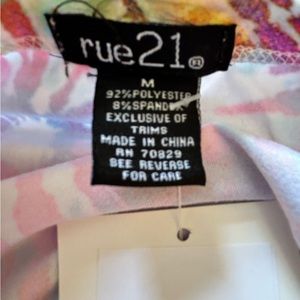 rue21®
M
92%POLYESTER
8%SPANDEX
EXCLUSIVE OF
TRIMS
MADE IN CHINA
RN 70829
SEE REVERSE
FOR CARE